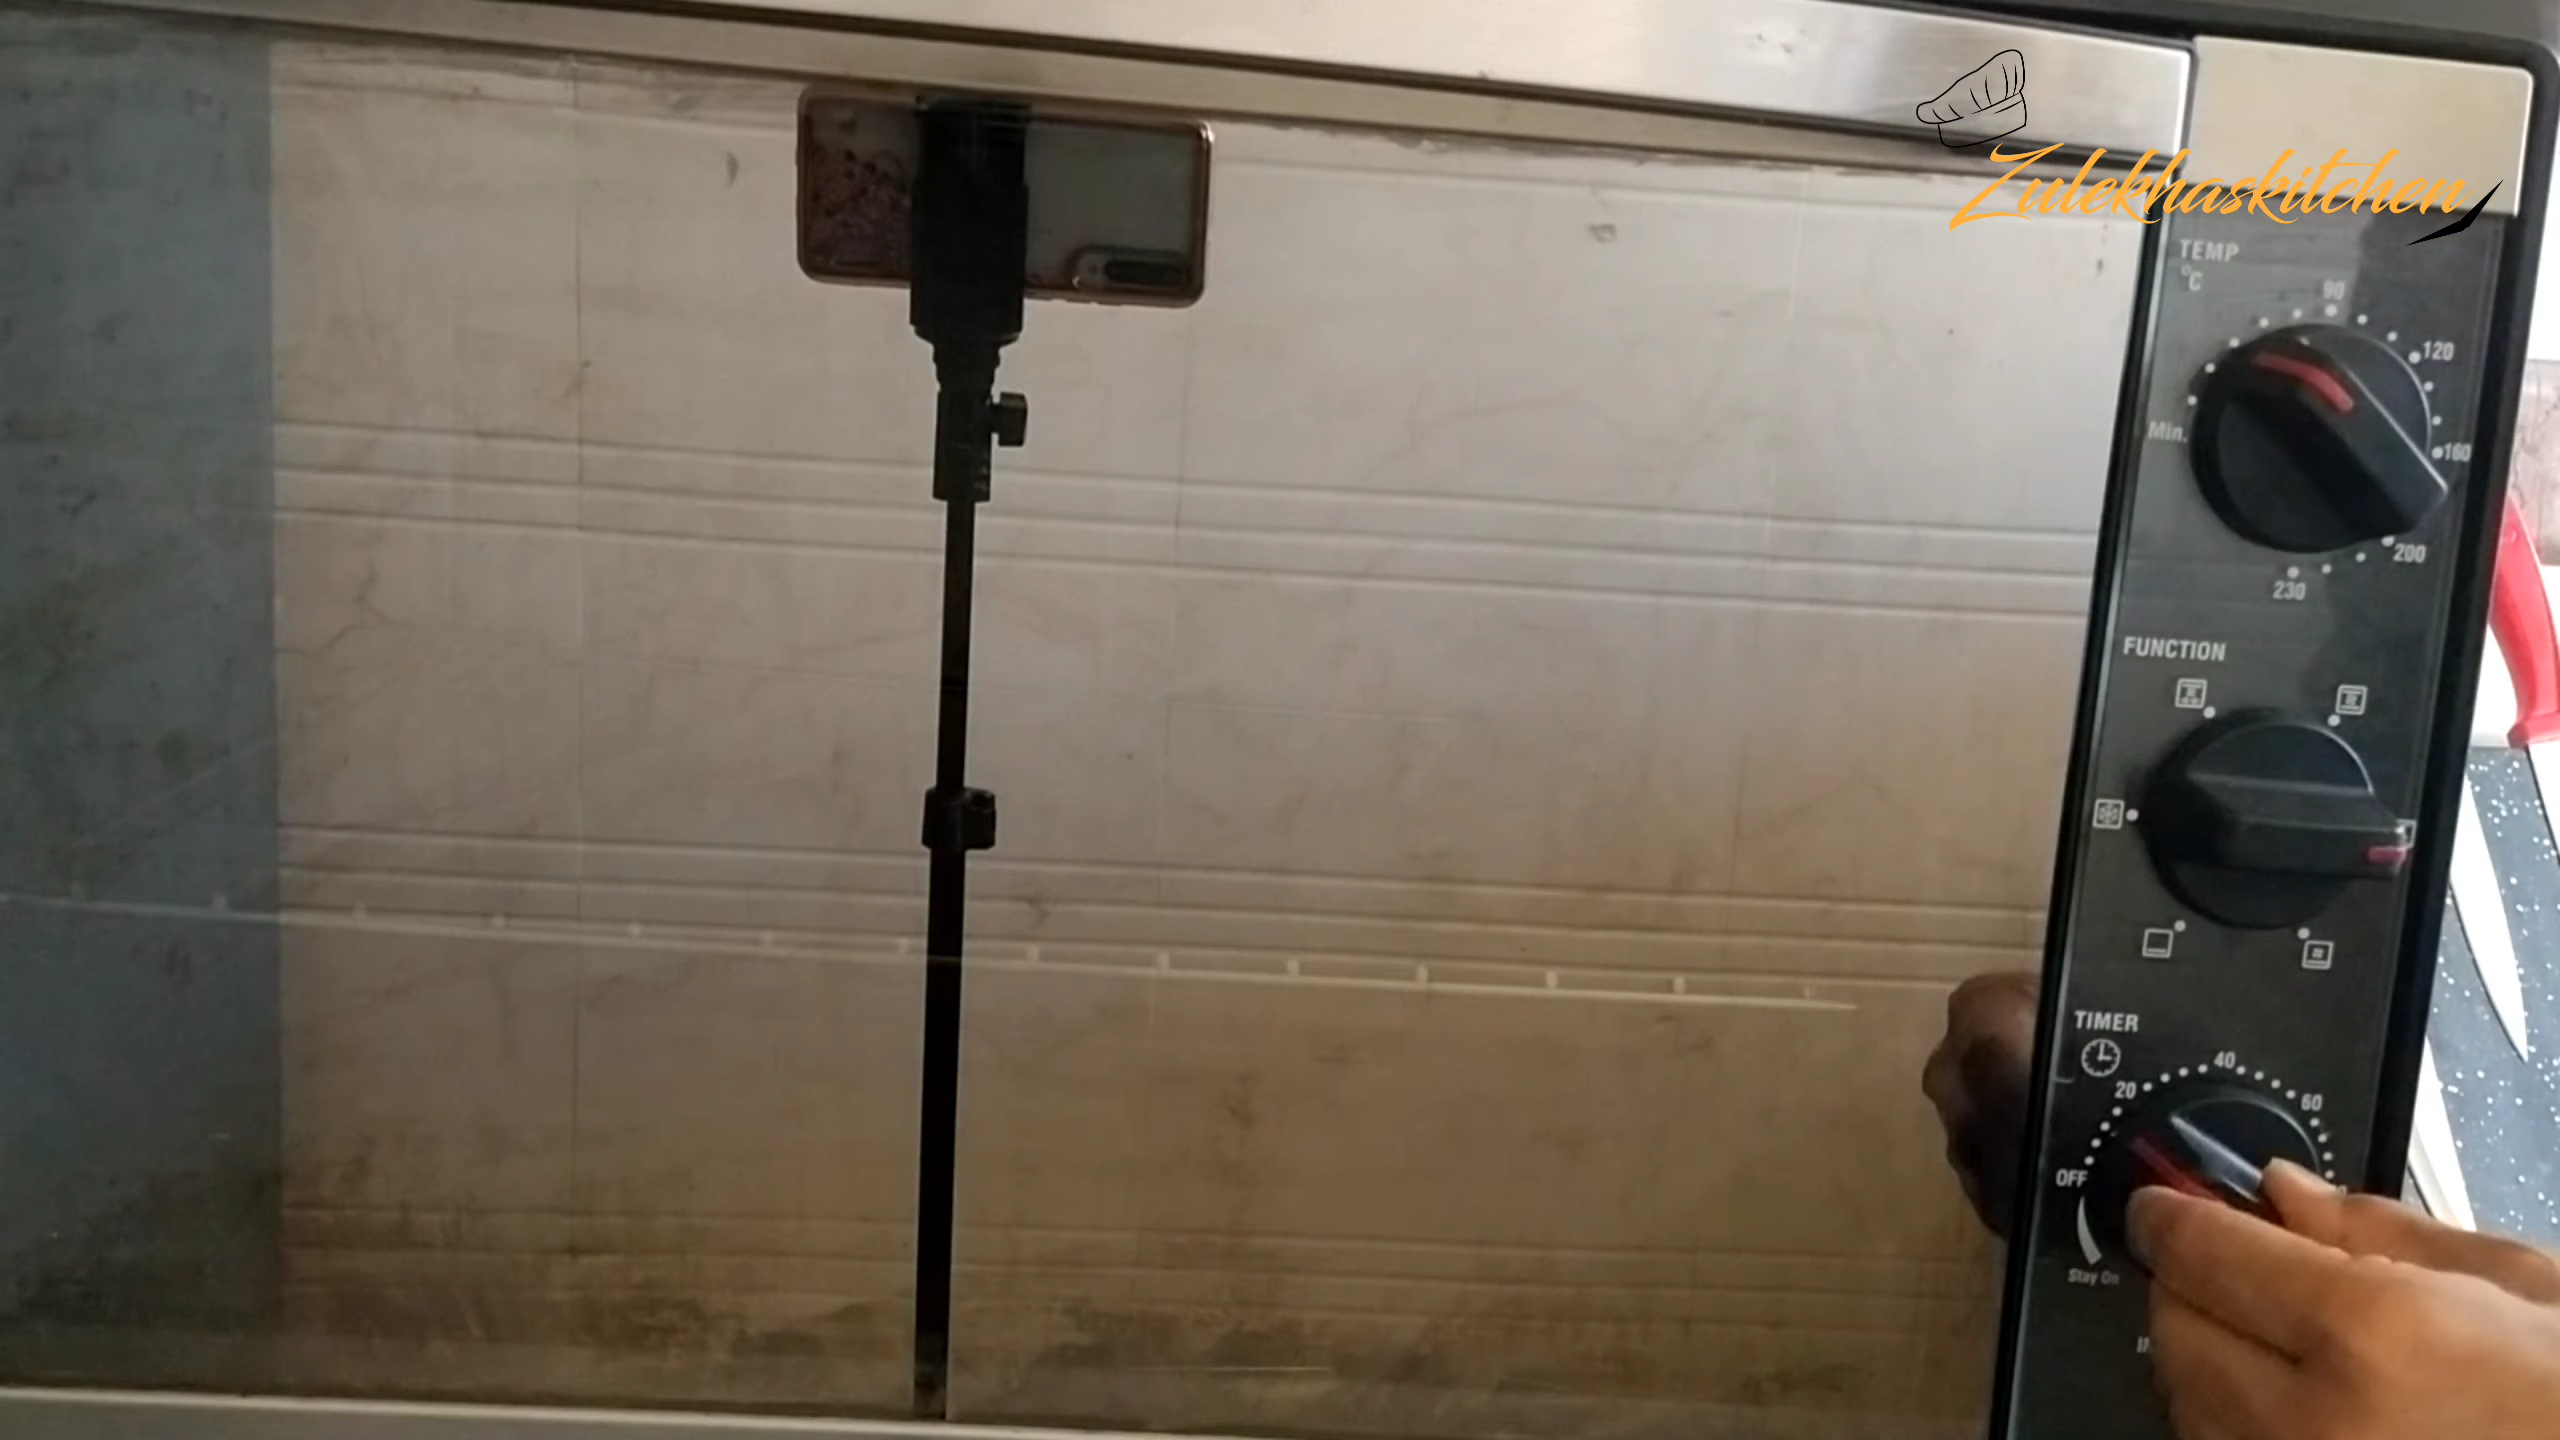 Zulekhaskitchen
TEMP
°C
90
120
Min.
160
200
230
FUNCTION
TIMER
40
20
60
OFF
Stay On